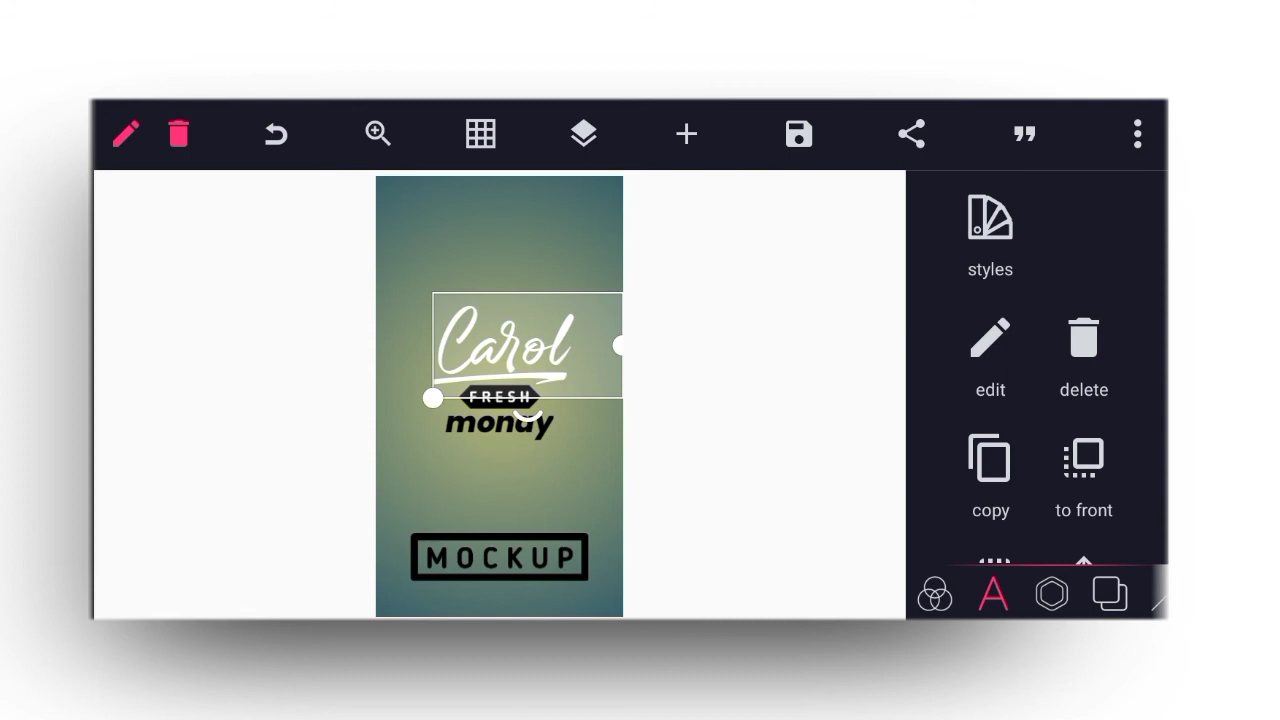 styles
Carol
edit
delete
FRESH
monday
copy
to front
MOCKUP